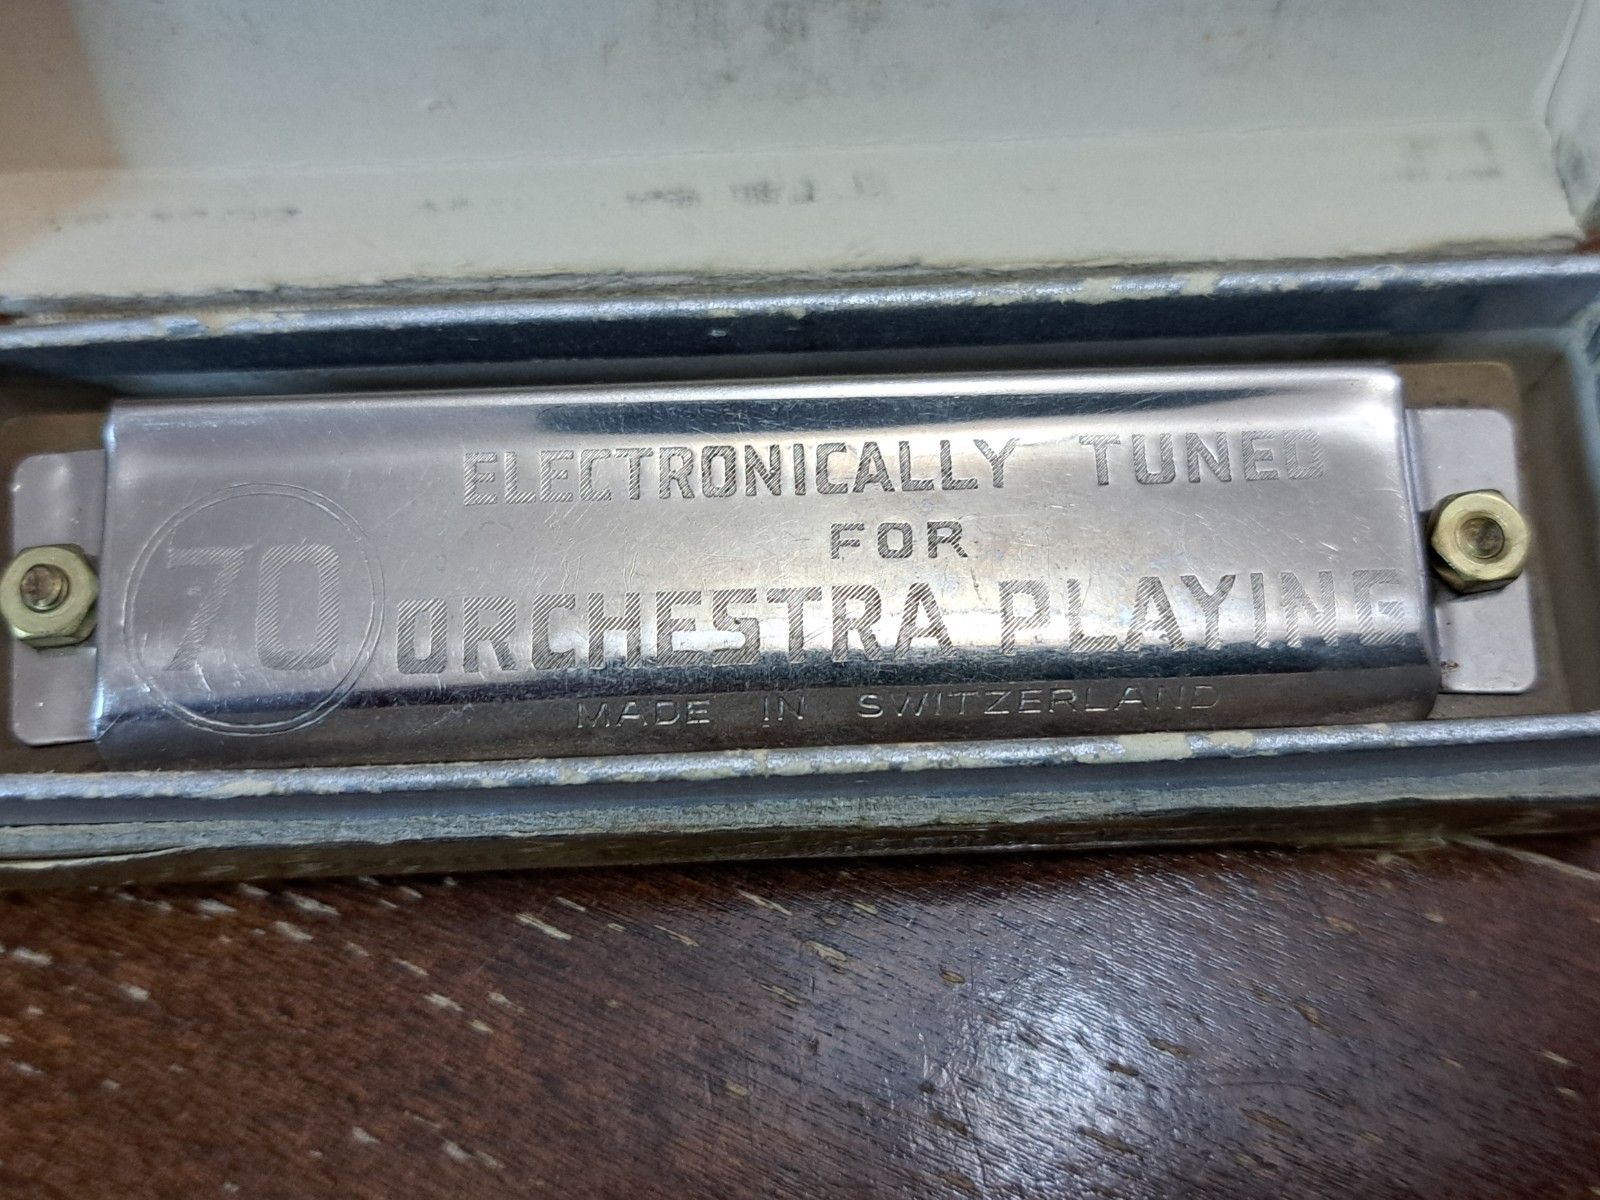 ELECTRONICALLY TUNED
FOR
70 ORCHESTRA PLAYING
MADE IN SWITZERLAND